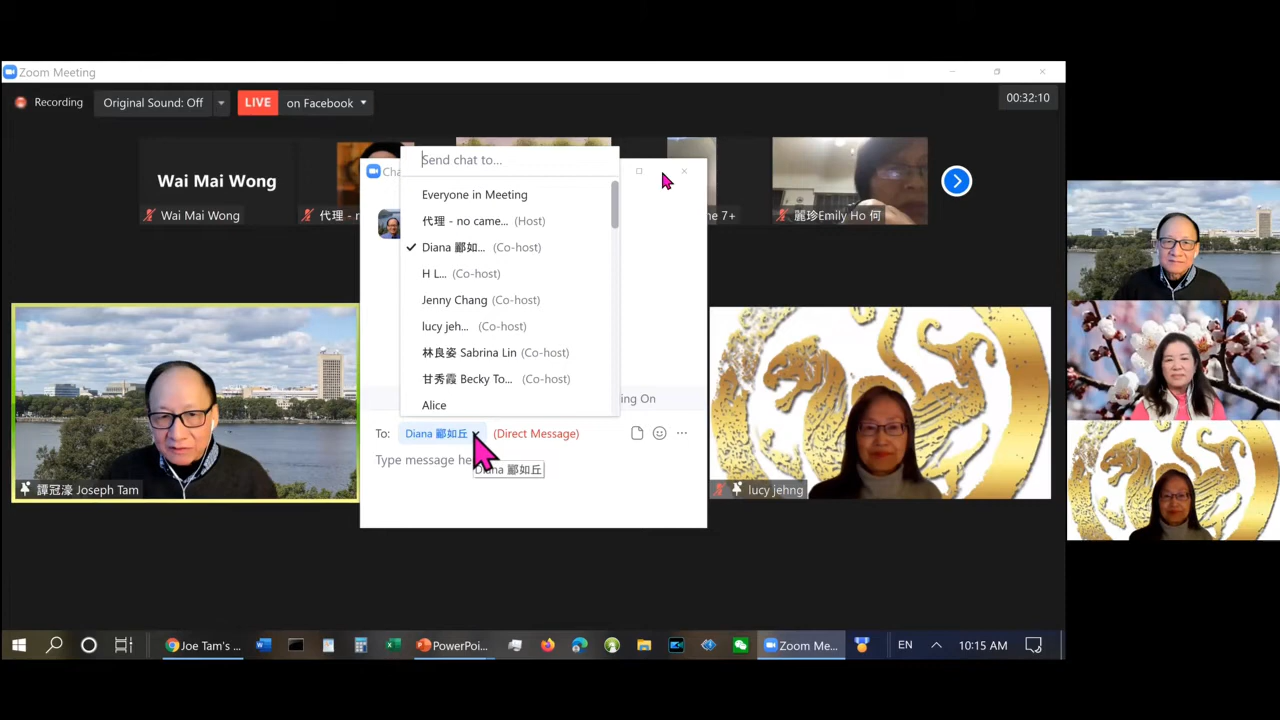 Zoom Meeting
Recording
Original Sound: Off
LIVE
on Facebook
00:32:10
Wai Mai Wong
Wai Mai Wong
代理 - n
me 7+
麗珍Emily Ho 何
Cha
Send chat to...
Everyone in Meeting
代理 - no came... (Host)
Diana 酈如... (Co-host)
H L... (Co-host)
Jenny Chang (Co-host)
lucy jeh... (Co-host)
林良姿 Sabrina Lin (Co-host)
甘秀霞 Becky To... (Co-host)
Alice
ing On
To: Diana 酈如丘 (Direct Message)
Type message he
Diana 酈如丘
譚冠濠 Joseph Tam
lucy jehng
Joe Tam's ...
PowerPoi...
Zoom Me...
EN
10:15 AM